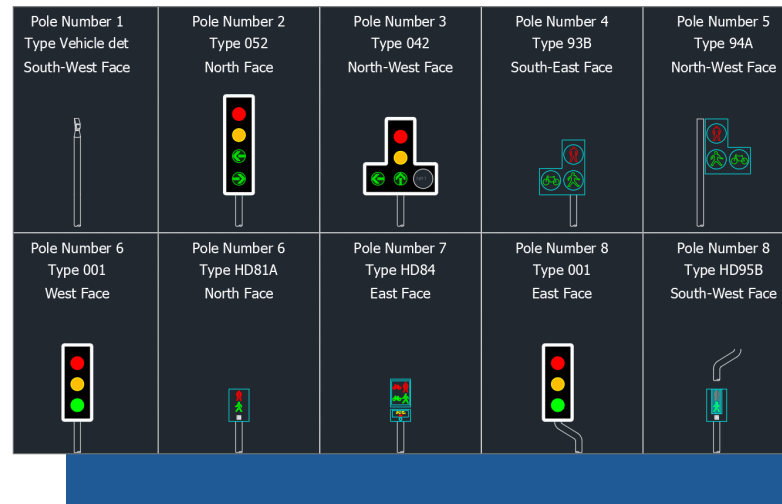 Pole Number 1
Type Vehicle det
South-West Face
Pole Number 2
Type 052
North Face
Pole Number 3
Type 042
North-West Face
Pole Number 4
Type 93B
South-East Face
Pole Number 5
Type 94A
North-West Face
Pole Number 6
Type 001
West Face
Pole Number 6
Type HD81A
North Face
Pole Number 7
Type HD84
East Face
Pole Number 8
Type 001
East Face
Pole Number 8
Type HD95B
South-West Face